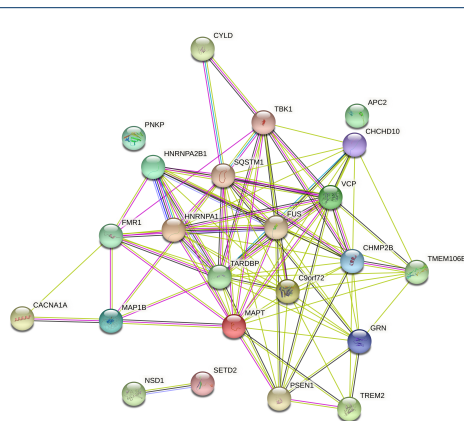 CYLD
APC2
TBK1
PNKP
CHCHD10
HNRNPA2B1
SQSTM1
VCP
FMR1
HNRNPA1
FUS
CHMP2B
TMEM106B
TARDBP
C9orf72
CACNA1A
MAP1B
MAPT
GRN
SETD2
NSD1
PSEN1
TREM2